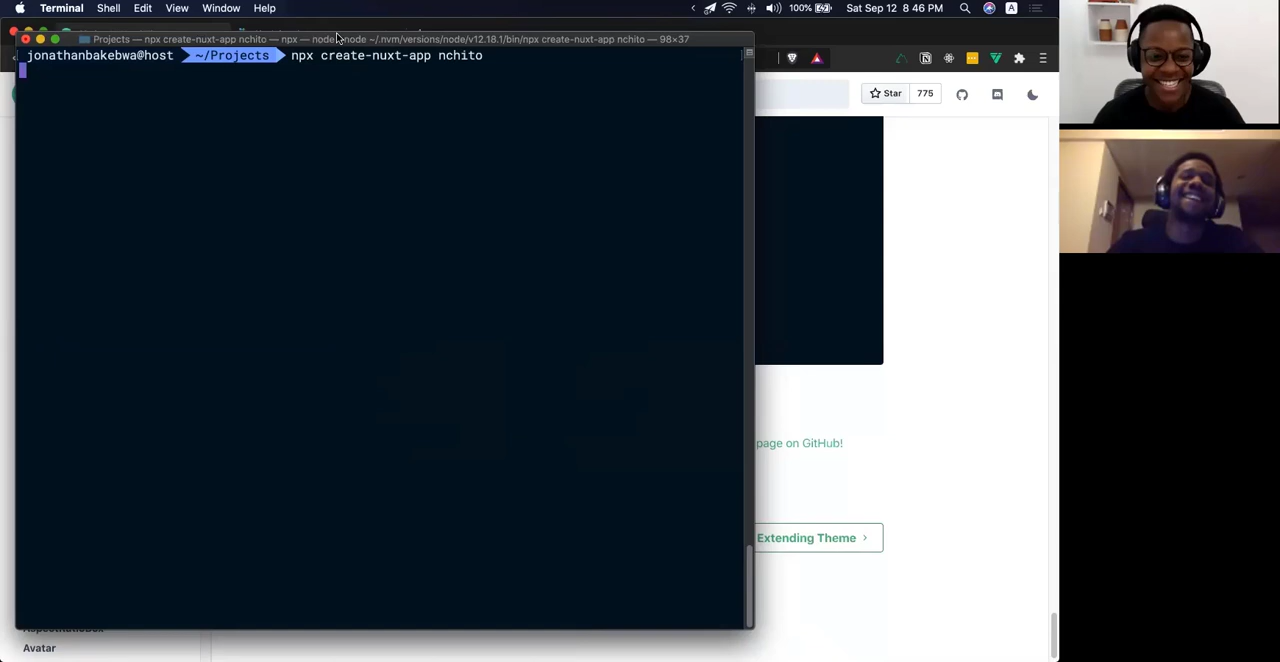 Terminal Shell Edit View Window Help 100% Sat Sep 12 8:46 PM A
Projects — npx create-nuxt-app nchito — npx — node node ~/.nvm/versions/node/v12.18.1/bin/npx create-nuxt-app nchito — 98×37
jonathanbakebwa@host ~/Projects npx create-nuxt-app nchito
Star 775
page on GitHub!
Extending Theme
Avatar